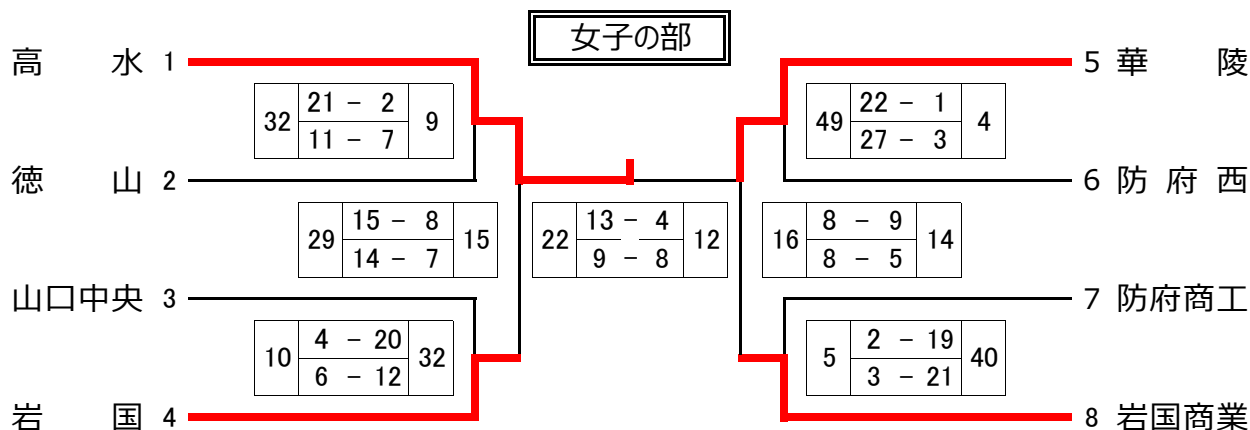 女子の部
高 水 1
5 華 陵
32 21 - 2 9
11 - 7
49 22 - 1 4
27 - 3
徳 山 2
6 防 府 西
29 15 - 8 15
14 - 7
22 13 - 4 12
9 - 8
16 8 - 9 14
8 - 5
山口中央 3
7 防府商工
10 4 - 20 32
6 - 12
5 2 - 19 40
3 - 21
岩 国 4
8 岩国商業